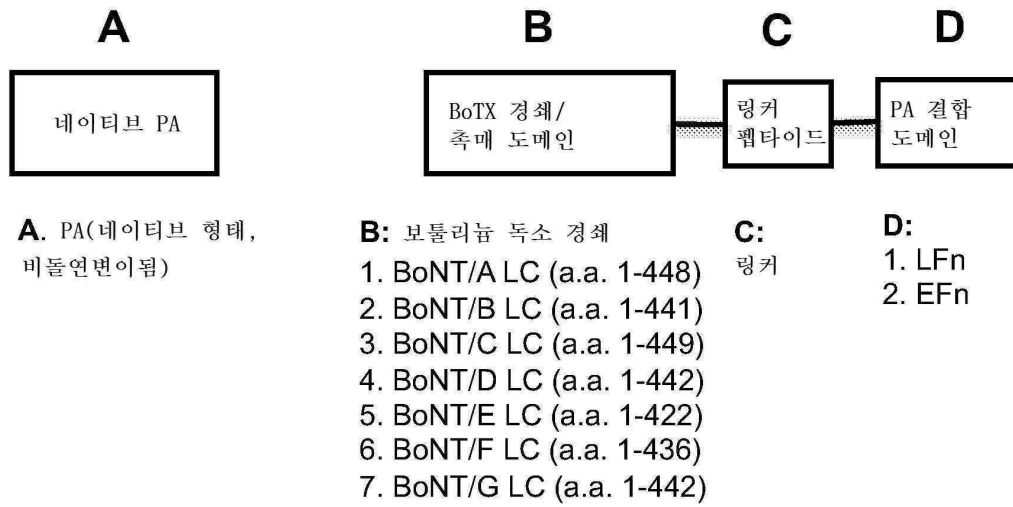 A
B
C
D
네이티브 PA
BoTX 경쇄/
촉매 도메인
링커
펩타이드
PA 결합
도메인
A. PA(네이티브 형태,
비돌연변이됨)
B: 보툴리늄 독소 경쇄
1. BoNT/A LC (a.a. 1-448)
2. BoNT/B LC (a.a. 1-441)
3. BoNT/C LC (a.a. 1-449)
4. BoNT/D LC (a.a. 1-442)
5. BoNT/E LC (a.a. 1-422)
6. BoNT/F LC (a.a. 1-436)
7. BoNT/G LC (a.a. 1-442)
C:
링커
D:
1. LFn
2. EFn